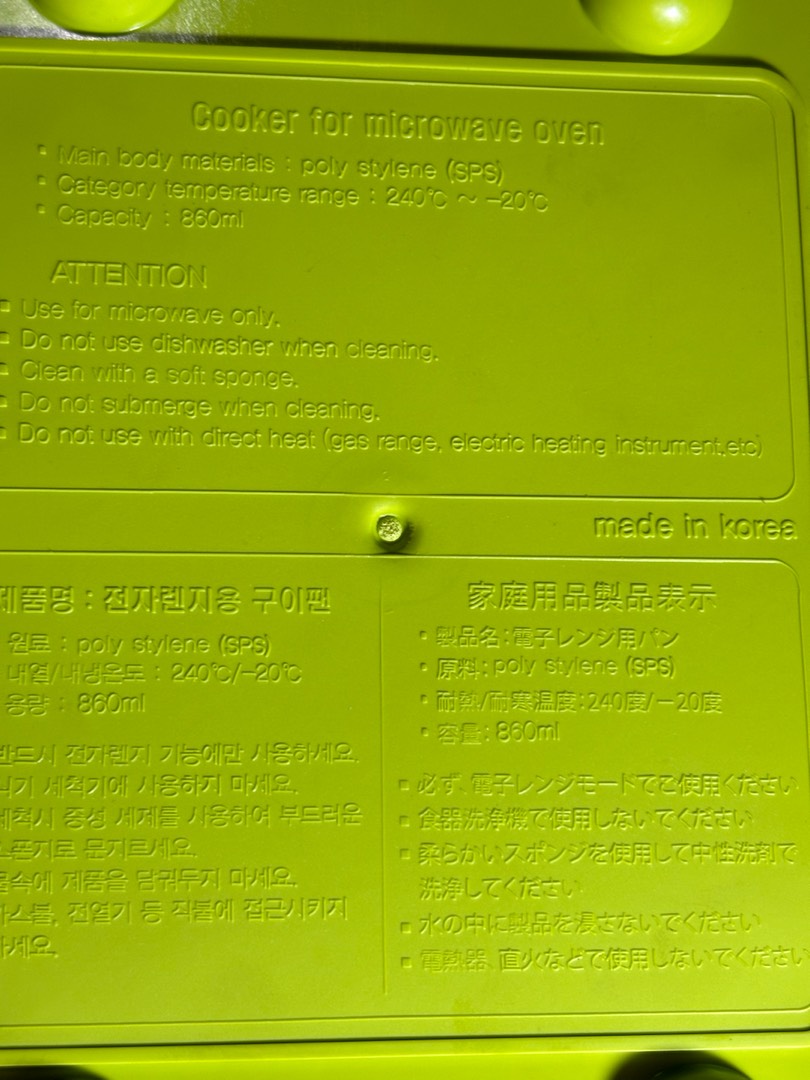 Cooker for microwave oven
▪ Main body materials : poly stylene (SPS)
▪ Category temperature range : 240℃ ~ -20℃
▪ Capacity : 860ml
ATTENTION
▪ Use for microwave only.
▪ Do not use dishwasher when cleaning.
▪ Clean with a soft sponge.
▪ Do not submerge when cleaning.
▪ Do not use with direct heat (gas range, electric heating instrument,etc)
made in korea
제품명 : 전자렌지용 구이팬
원료 : poly stylene (SPS)
내열/내냉온도 : 240℃/-20℃
용량 : 860ml
반드시 전자렌지 기능에만 사용하세요.
세척기에 사용하지 마세요.
세척시 중성 세제를 사용하여 부드러운
스폰지로 문지르세요.
물속에 제품을 담궈두지 마세요.
전열기 등 직불에 접근시키지
마세요.
家庭用品製品表示
▪ 製品名:電子レンジ用パン
▪ 原料:poly stylene (SPS)
▪ 耐熱/耐寒温度:240度/-20度
▪ 容量:860ml
▪ 必ず、電子レンジモードでご使用ください
▪ 食器洗浄機で使用しないてください
▪ 柔らかいスポンジを使用して中性洗剤で
洗浄してください
▪ 水の中に製品を浸さないてください
▪ 電熱器、直火などで使用しないてください